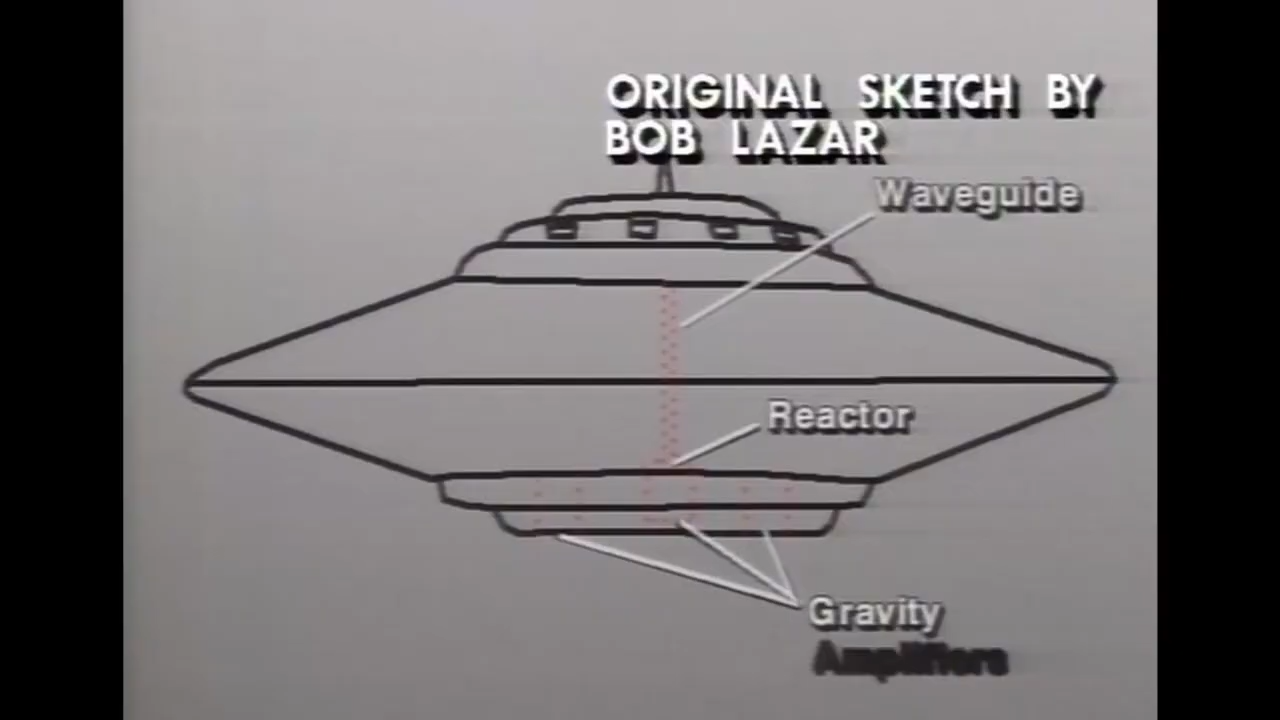 ORIGINAL SKETCH BY
BOB LAZAR
Waveguide
Reactor
Gravity
Amplifiers